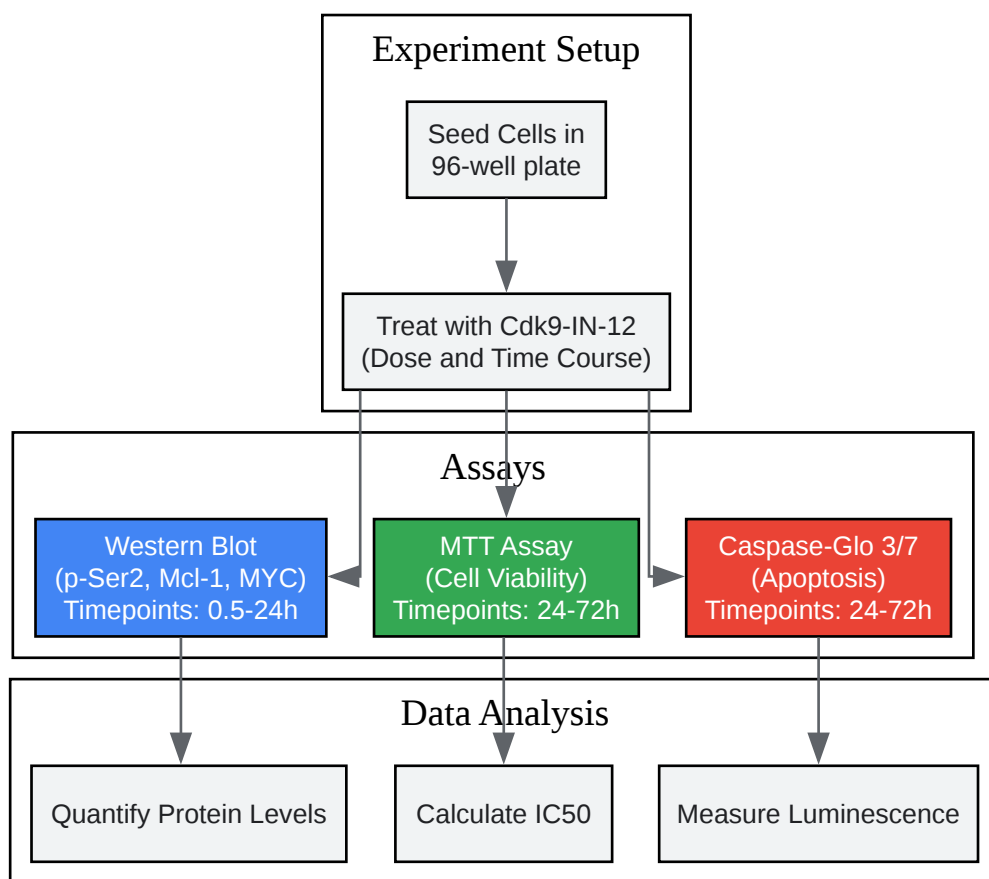 Experiment Setup
Seed Cells in
96-well plate
Treat with Cdk9-IN-12
(Dose and Time Course)
Assays
Western Blot
(p-Ser2, Mcl-1, MYC)
Timepoints: 0.5-24h
MTT Assay
(Cell Viability)
Timepoints: 24-72h
Caspase-Glo 3/7
(Apoptosis)
Timepoints: 24-72h
Data Analysis
Quantify Protein Levels
Calculate IC50
Measure Luminescence